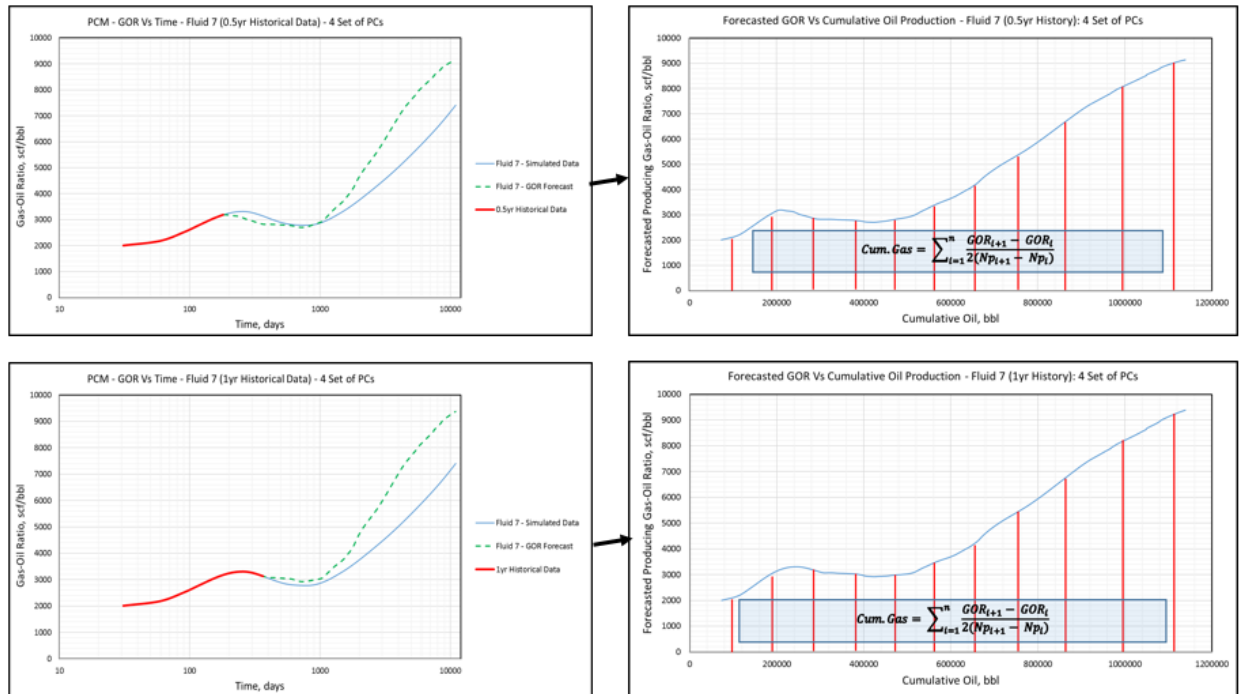 PCM - GOR Vs Time - Fluid 7 (0.5yr Historical Data) - 4 Set of PCs
Gas-Oil Ratio, scf/bbl
10000
9000
8000
7000
6000
5000
4000
3000
2000
1000
0
10 100 1000 10000
Time, days
Fluid 7 - Simulated Data
Fluid 7 - GOR Forecast
0.5yr Historical Data
Forecasted GOR Vs Cumulative Oil Production - Fluid 7 (0.5yr History): 4 Set of PCs
Forecasted Producing Gas-Oil Ratio, scf/bbl
10000
9000
8000
7000
6000
5000
4000
3000
2000
1000
0
0 200000 400000 600000 800000 1000000 1200000
Cumulative Oil, bbl
Cum. Gas = ∑ⁿᵢ₌₁ (GORᵢ₊₁ − GORᵢ) / 2(Npᵢ₊₁ − Npᵢ)
PCM - GOR Vs Time - Fluid 7 (1yr Historical Data) - 4 Set of PCs
Gas-Oil Ratio, scf/bbl
10000
9000
8000
7000
6000
5000
4000
3000
2000
1000
0
10 100 1000 10000
Time, days
Fluid 7 - Simulated Data
Fluid 7 - GOR Forecast
1yr Historical Data
Forecasted GOR Vs Cumulative Oil Production - Fluid 7 (1yr History): 4 Set of PCs
Forecasted Producing Gas-Oil Ratio, scf/bbl
10000
9000
8000
7000
6000
5000
4000
3000
2000
1000
0
0 200000 400000 600000 800000 1000000 1200000
Cumulative Oil, bbl
Cum. Gas = ∑ⁿᵢ₌₁ (GORᵢ₊₁ − GORᵢ) / 2(Npᵢ₊₁ − Npᵢ)